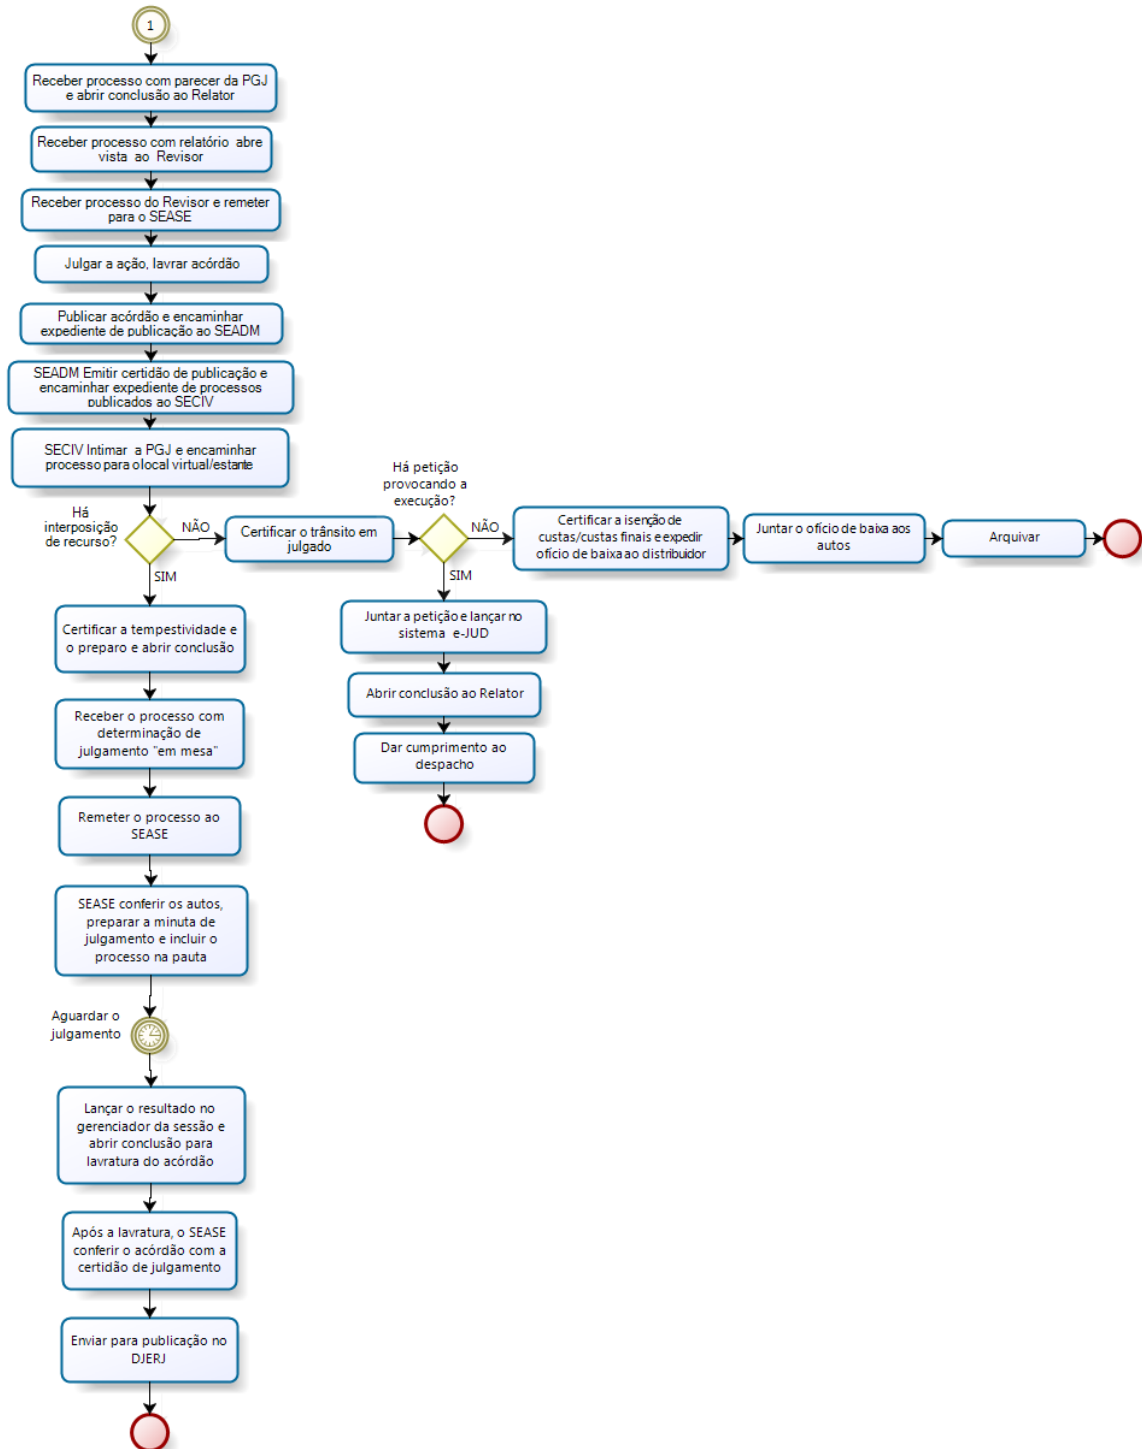 1
Receber processo com parecer da PGJ
e abrir conclusão ao Relator
Receber processo com relatório abre
vista ao Revisor
Receber processo do Revisor e remeter
para o SEASE
Julgar a ação, lavrar acórdão
Publicar acórdão e encaminhar
expediente de publicação ao SEADM
SEADM Emitir certidão de publicação e
encaminhar expediente de processos
publicados ao SECIV
SECIV Intimar a PGJ e encaminhar
processo para olocal virtual/estante
Há
interposição
de recurso?
NÃO
SIM
Certificar o trânsito em
julgado
Há petição
provocando a
execução?
NÃO
SIM
Certificar a isenção de
custas/custas finais e expedir
ofício de baixa ao distribuidor
Juntar o ofício de baixa aos
autos
Arquivar
Juntar a petição e lançar no
sistema e-JUD
Abrir conclusão ao Relator
Dar cumprimento ao
despacho
Certificar a tempestividade e
o preparo e abrir conclusão
Receber o processo com
determinação de
julgamento "em mesa"
Remeter o processo ao
SEASE
SEASE conferir os autos,
preparar a minuta de
julgamento e incluir o
processo na pauta
Aguardar o
julgamento
Lançar o resultado no
gerenciador da sessão e
abrir conclusão para
lavratura do acórdão
Após a lavratura, o SEASE
conferir o acórdão com a
certidão de julgamento
Enviar para publicação no
DJERJ